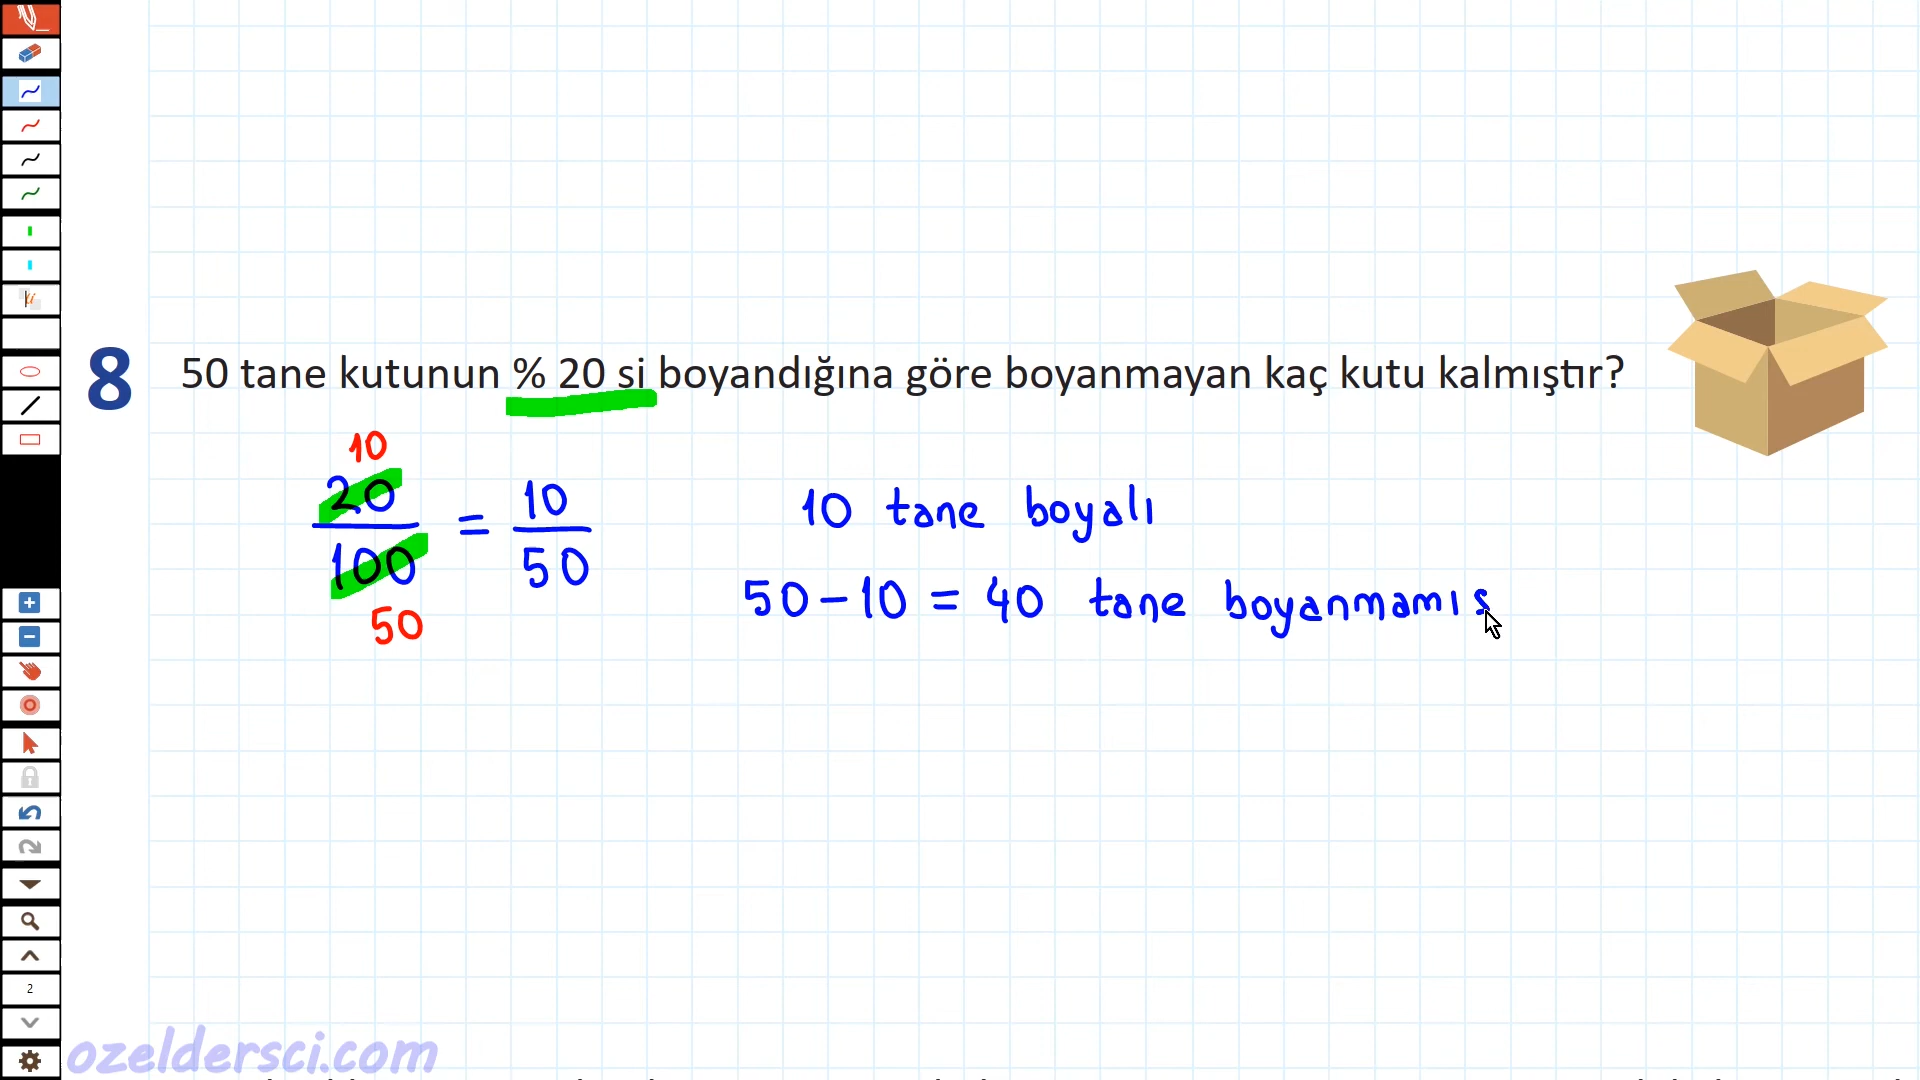 8 50 tane kutunun % 20 si boyandığına göre boyanmayan kaç kutu kalmıştır?
10
20
100
50
=
10
50
10 tane boyalı
50-10 = 40 tane boyanmamış
2
ozeldersci.com